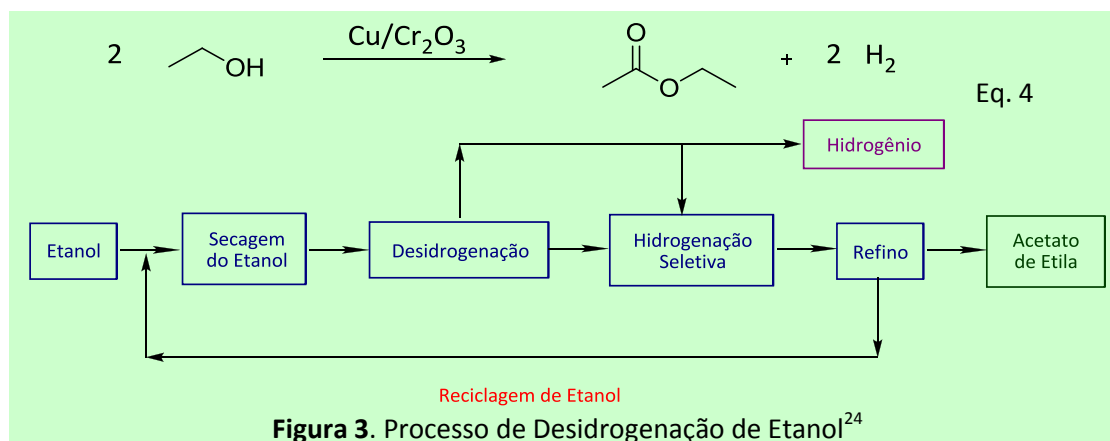 2 OH Cu/Cr₂O₃ O O + 2 H₂
Eq. 4
Hidrogênio
Etanol
Secagem
do Etanol
Desidrogenação
Hidrogenação
Seletiva
Refino
Acetato
de Etila
Reciclagem de Etanol
Figura 3. Processo de Desidrogenação de Etanol²⁴